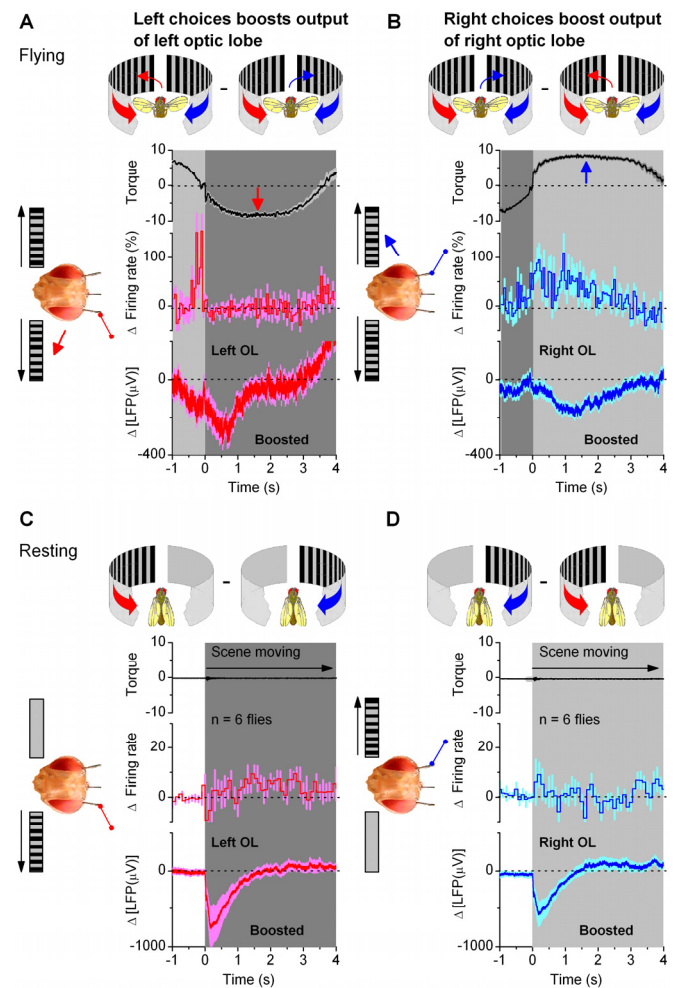 A
Left choices boosts output
of left optic lobe
Flying
-
Torque
10
0
-10
Δ Firing rate (%)
100
0
Left OL
Δ [LFP(μV)]
0
-400
Boosted
-1 0 1 2 3 4
Time (s)
B
Right choices boost output
of right optic lobe
-
Torque
10
0
-10
Δ Firing rate (%)
100
0
Right OL
Δ [LFP(μV)]
0
-400
Boosted
-1 0 1 2 3 4
Time (s)
C
Resting
-
Torque
10
0
-10
Scene moving
n = 6 flies
Δ Firing rate
20
0
Left OL
Δ [LFP(μV)]
0
-1000
Boosted
-1 0 1 2 3 4
Time (s)
D
-
Torque
10
0
-10
Scene moving
n = 6 flies
Δ Firing rate
20
0
Right OL
Δ [LFP(μV)]
0
-1000
Boosted
-1 0 1 2 3 4
Time (s)